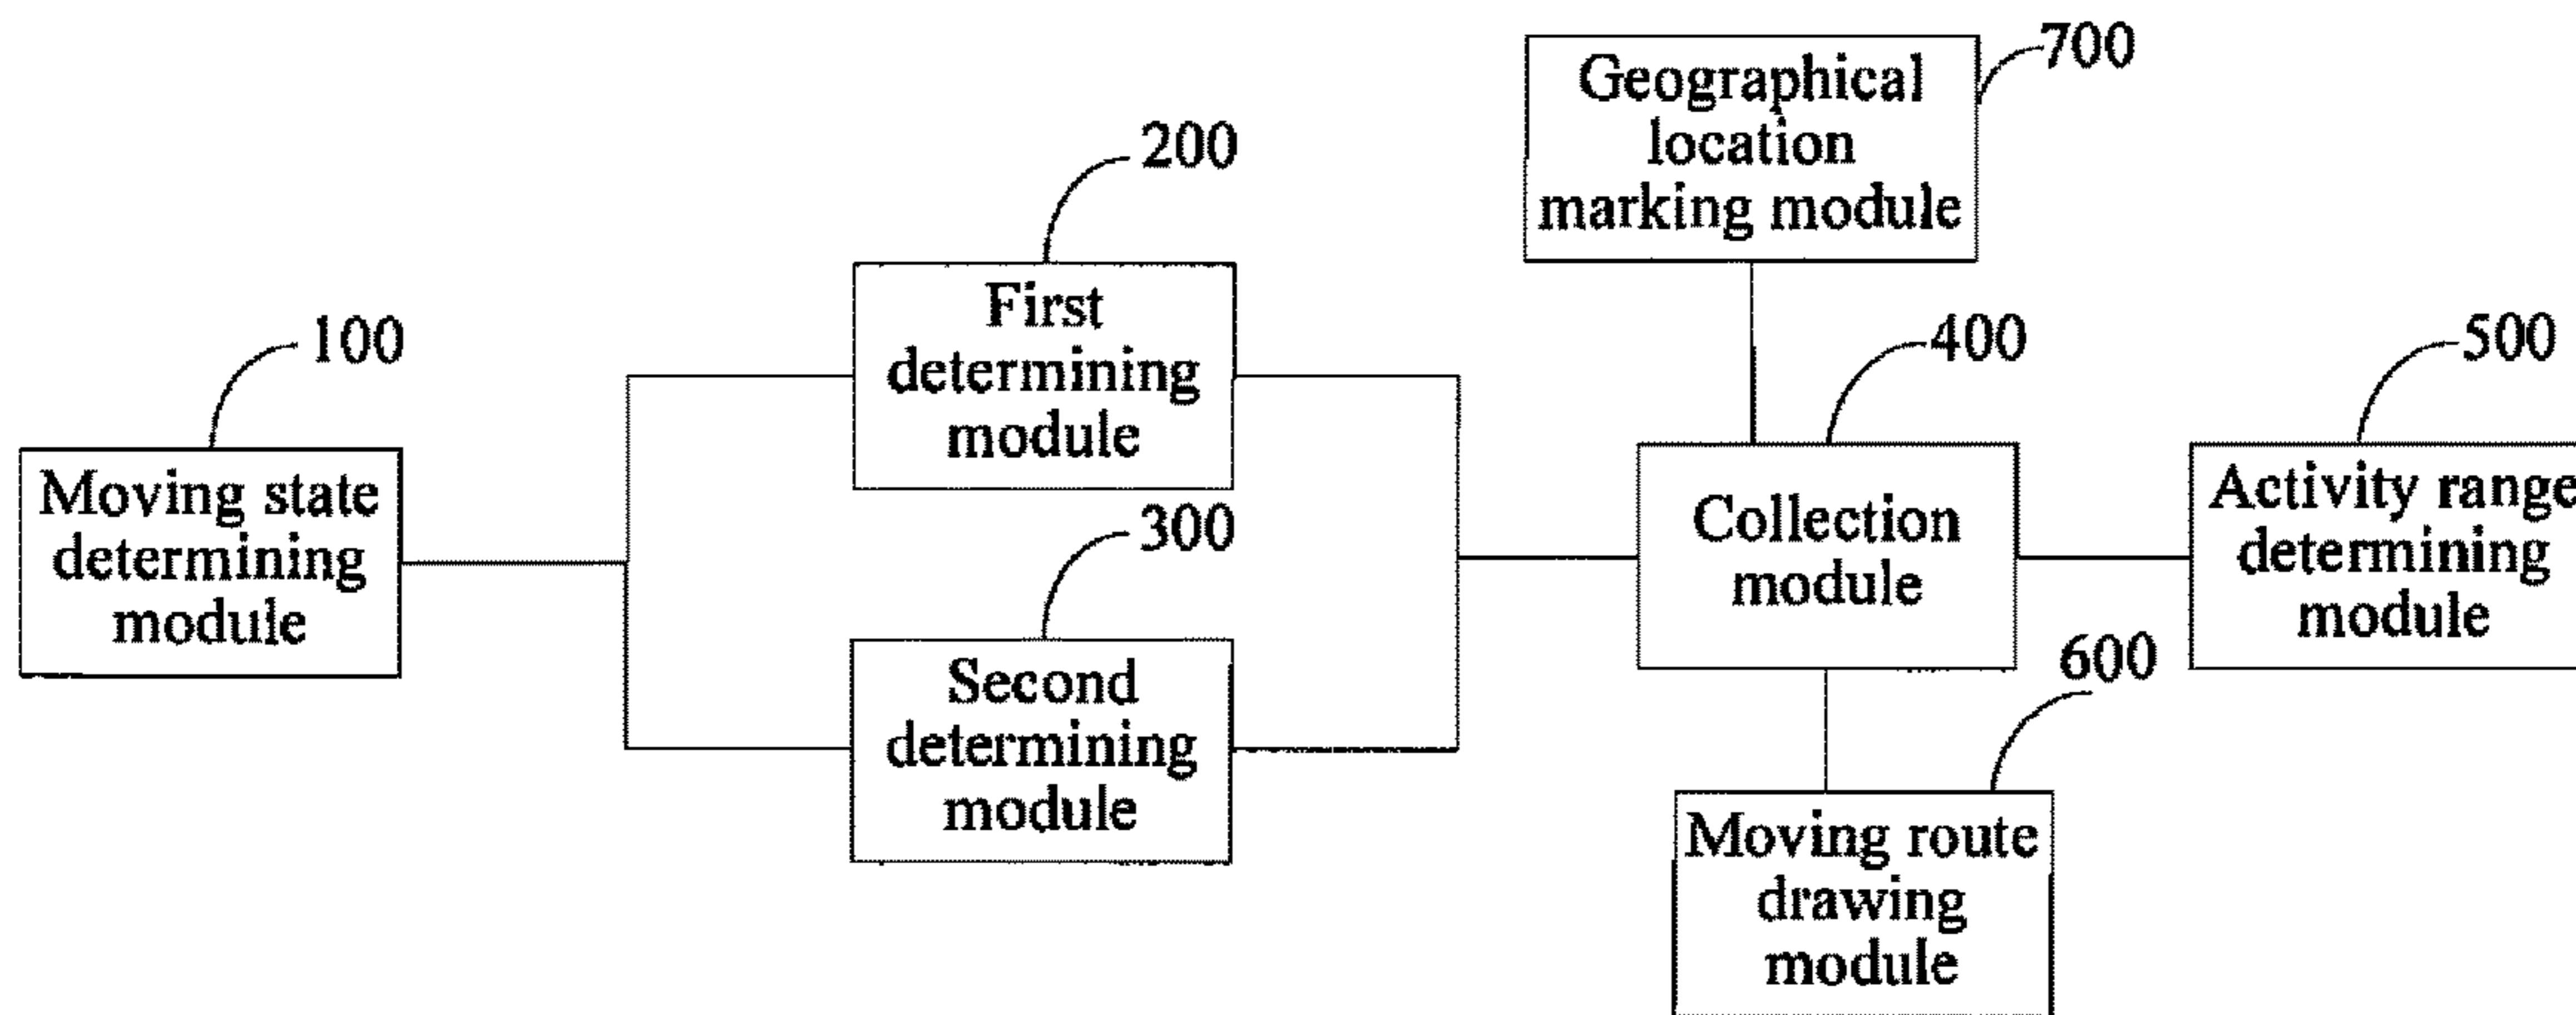 100
Moving state
determining
module
200
First
determining
module
300
Second
determining
module
700
Geographical
location
marking module
400
Collection
module
500
Activity range
determining
module
600
Moving route
drawing
module